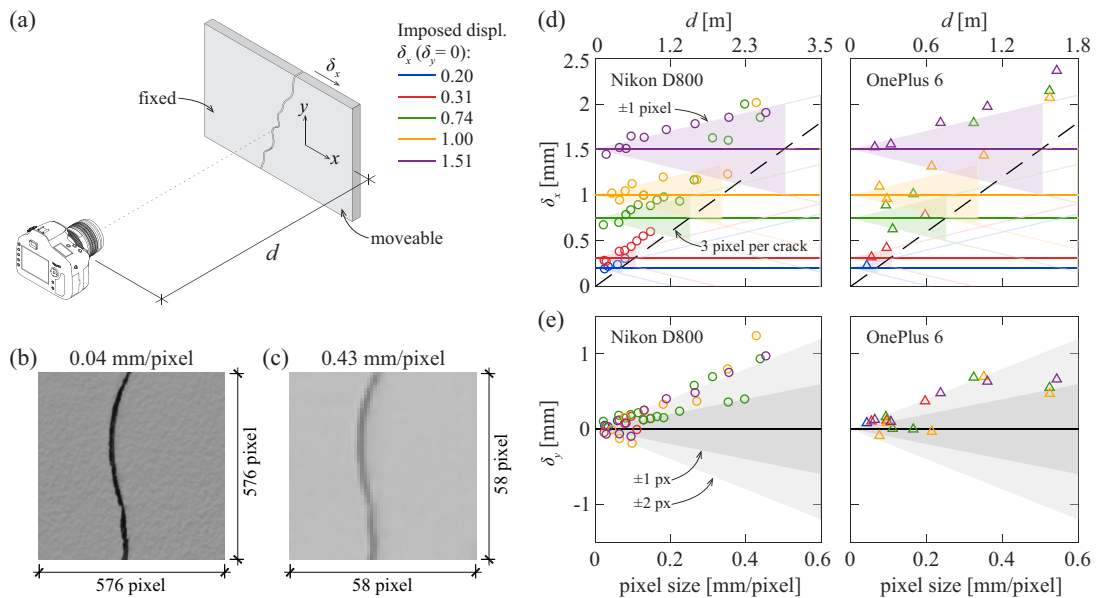 (a)
Imposed displ.
δx (δy= 0):
0.20
0.31
0.74
1.00
1.51
fixed
δx
y
x
moveable
d
(b)
0.04 mm/pixel
576 pixel
576 pixel
(c)
0.43 mm/pixel
58 pixel
58 pixel
(d)
d [m]
0 1.2 2.3 3.5
Nikon D800
±1 pixel
3 pixel per crack
δx [mm]
2.5
2
1.5
1
0.5
0
d [m]
0 0.6 1.2 1.8
OnePlus 6
(e)
Nikon D800
±1 px
±2 px
δy [mm]
1
0
-1
0 0.2 0.4 0.6
pixel size [mm/pixel]
OnePlus 6
0 0.2 0.4 0.6
pixel size [mm/pixel]